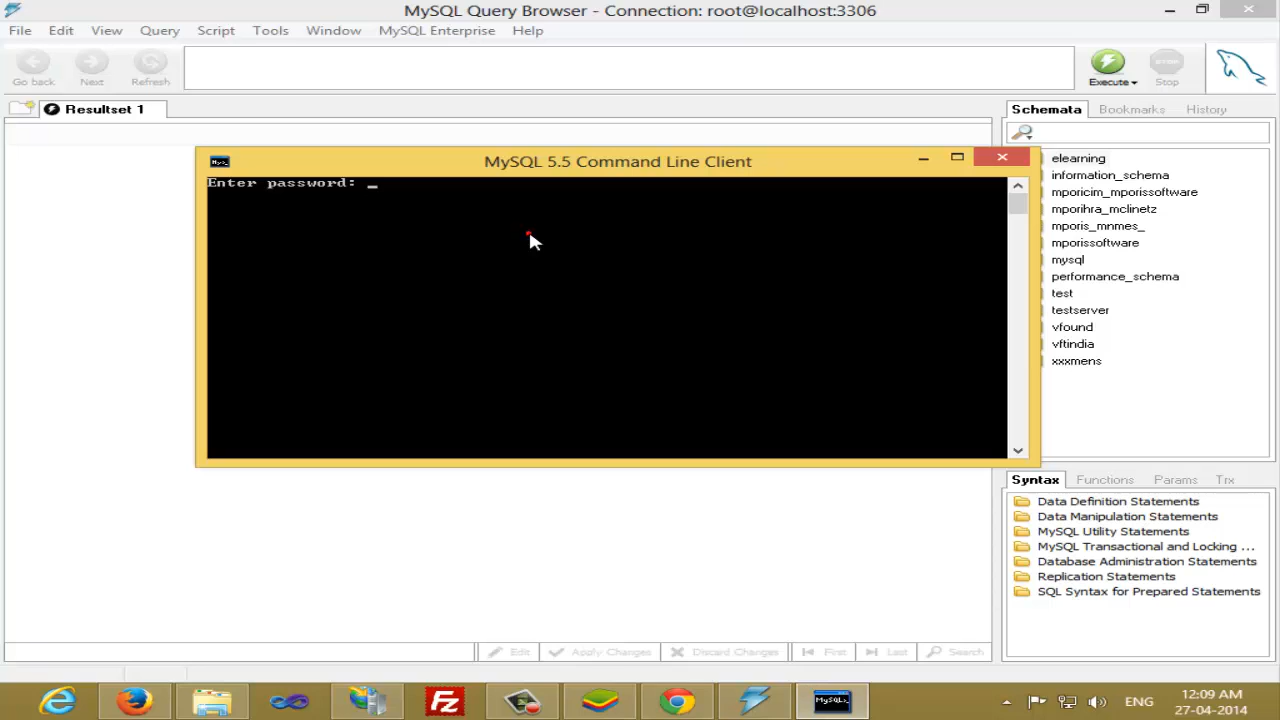 MySQL Query Browser - Connection: root@localhost:3306
File Edit View Query Script Tools Window MySQL Enterprise Help
Go back Next Refresh Execute Stop
Resultset 1
Schemata Bookmarks History
MySQL 5.5 Command Line Client
Enter password: _
elearning
information_schema
mporicim_mporissoftware
mporihra_mclinetz
mporis_mnmes_
mporissoftware
mysql
performance_schema
test
testserver
vfound
vftindia
xxxmens
Syntax Functions Params Trx
Data Definition Statements
Data Manipulation Statements
MySQL Utility Statements
MySQL Transactional and Locking ...
Database Administration Statements
Replication Statements
SQL Syntax for Prepared Statements
Edit Apply Changes Discard Changes First Last Search
Fz MySQL ENG 12:09 AM
27-04-2014